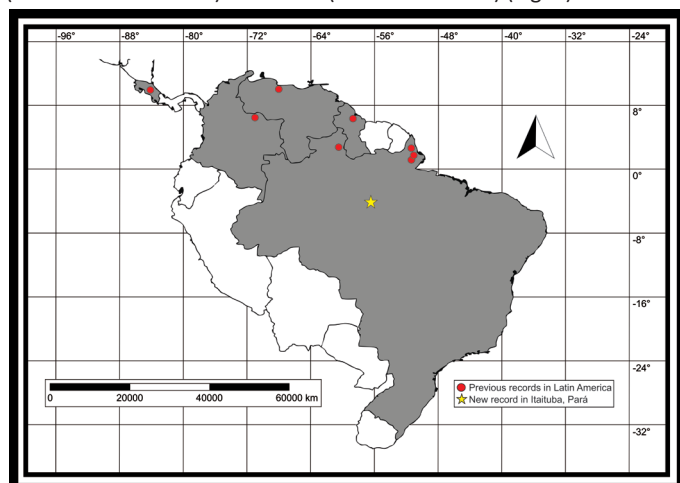 -96° -88° -80° -72° -64° -56° -48° -40° -32° -24°
8°
0°
-8°
-16°
-24°
-32°
Previous records in Latin America
New record in Itaituba, Pará
0 20000 40000 60000 km